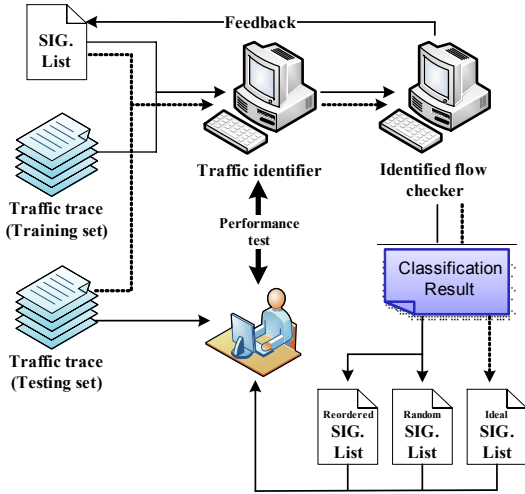 Feedback
SIG.
List
Traffic identifier
Identified flow
checker
Traffic trace
(Training set)
Performance
test
Classification
Result
Traffic trace
(Testing set)
Reordered
SIG.
List
Random
SIG.
List
Ideal
SIG.
List